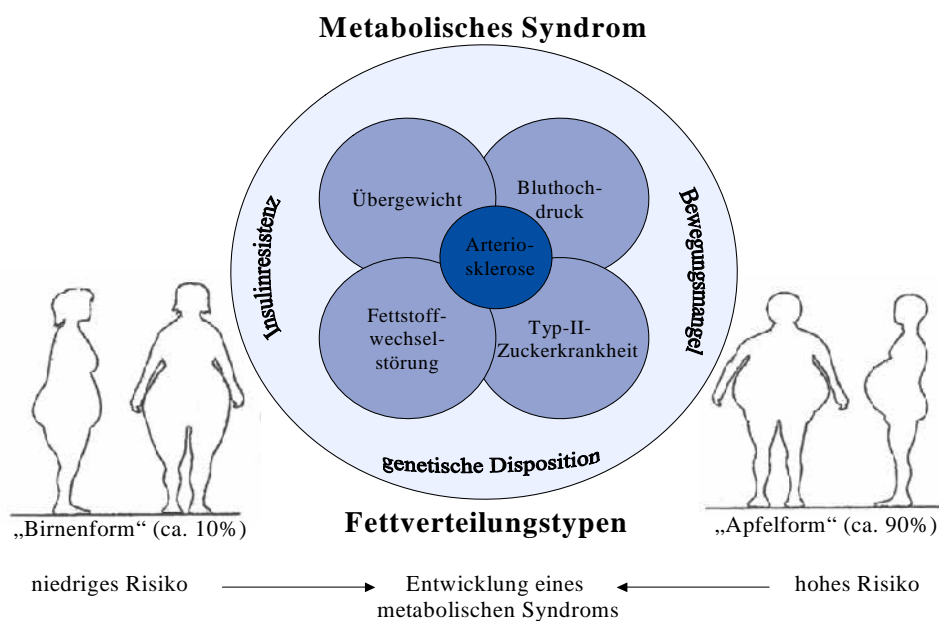 Metabolisches Syndrom
Übergewicht
Bluthoch-
druck
Insulinresistenz
Bewegungsmangel
Arterio-
sklerose
Fettstoff-
wechsel-
störung
Typ-II-
Zuckerkrankheit
genetische Disposition
Fettverteilungstypen
„Birnenform“ (ca. 10%)
„Apfelform“ (ca. 90%)
niedriges Risiko
Entwicklung eines
metabolischen Syndroms
hohes Risiko